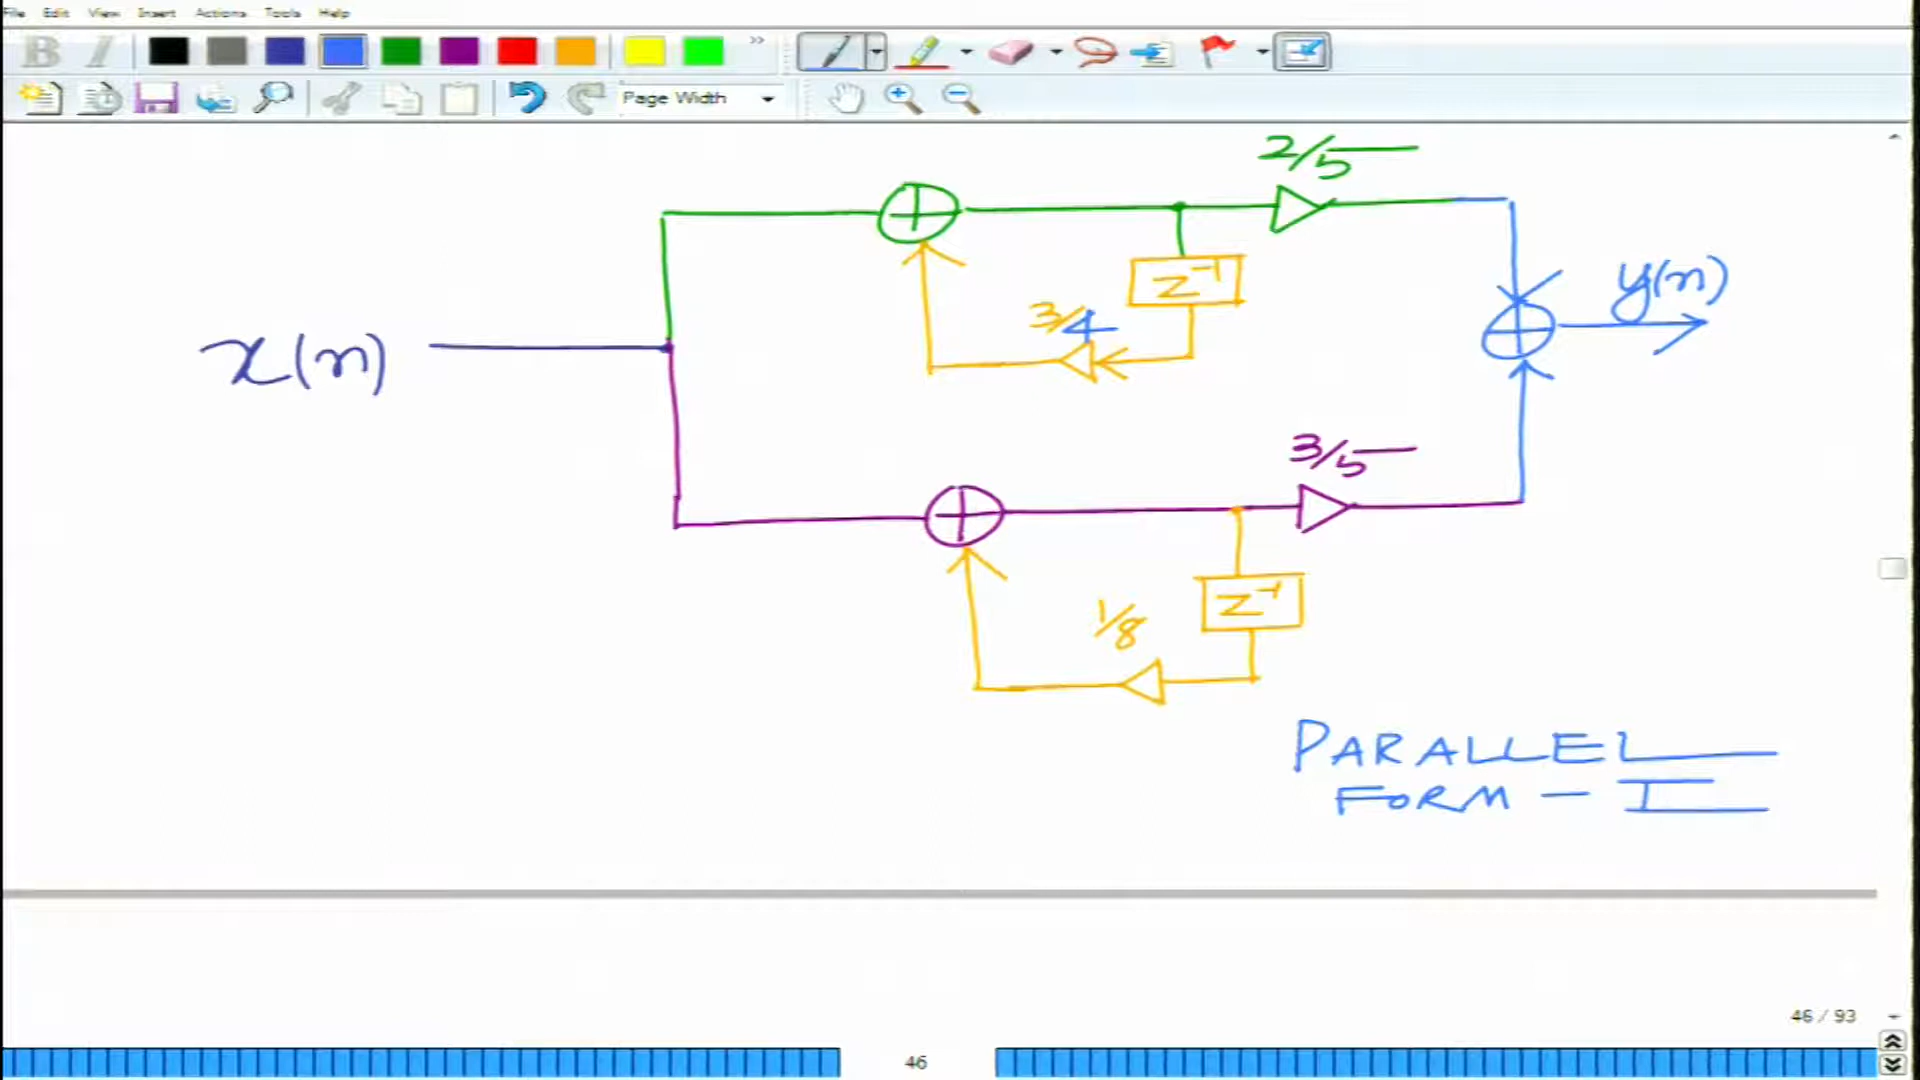 File Edit View Insert Actions Tools Help
B I
Page Width
2/5
Z⁻¹
3/4
x(n)
y(n)
3/5
Z⁻¹
1/8
PARALLEL
FORM - I
46 / 93
46